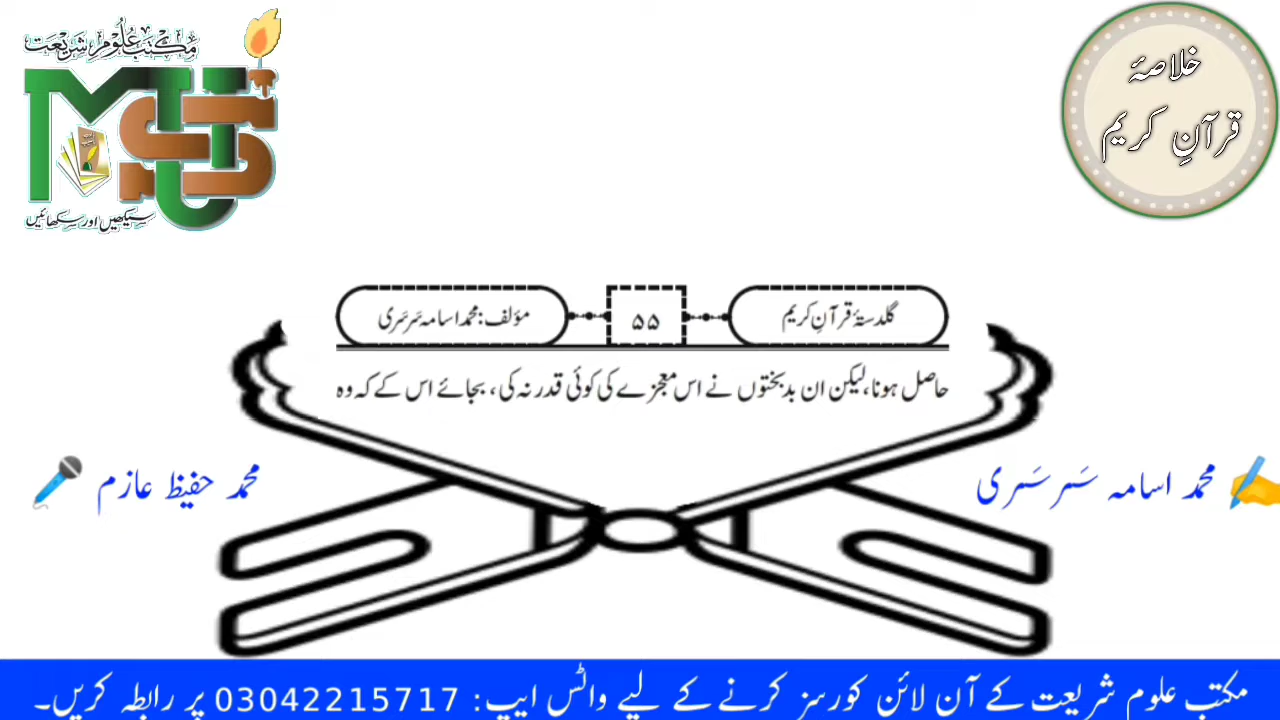 مکتب عُلُوم شریعت
سیکھیں اور سکھائیں
خلاصۂ
قرآنِ کریم
گلدستۂ قرآنِ کریم
۵۵
مؤلف: محمد اسامہ سَرسَری
حاصل ہونا، لیکن ان بدبختوں نے اس معجزے کی کوئی قدر نہ کی، بجائے اس کے کہ وہ
محمد اسامہ سَرسَری
محمد حفیظ عازم
مکتب علوم شریعت کے آن لائن کورسز کرنے کے لیے واٹس ایپ: 03042215717 پر رابطہ کریں۔